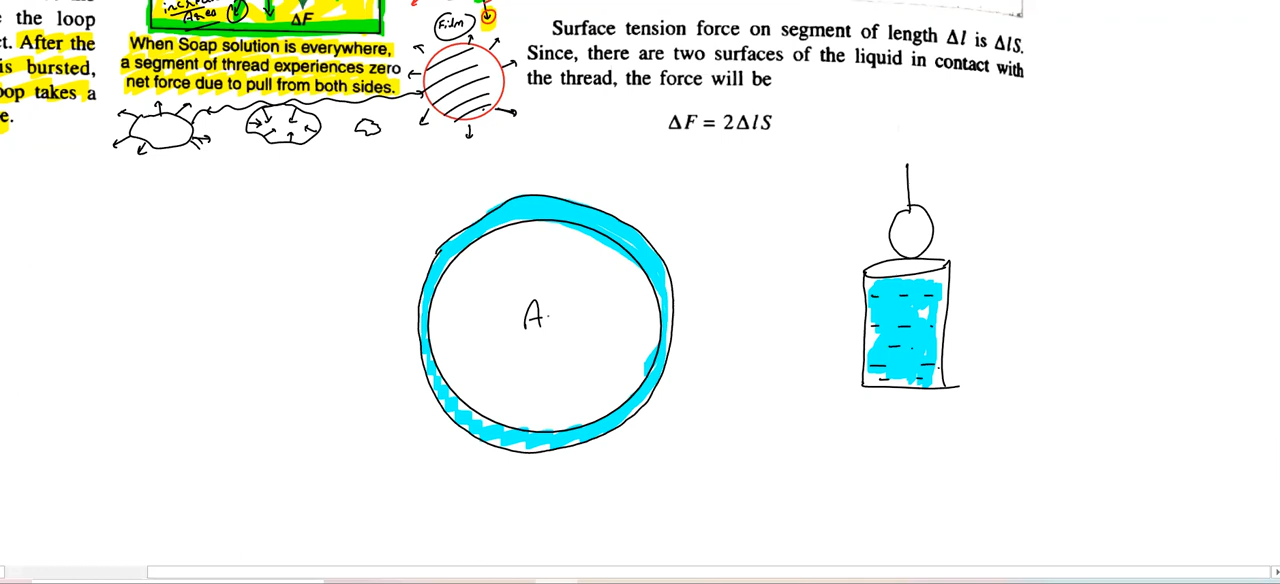 the loop
ct. After the
is bursted,
oop takes a
e.
Area
ΔF
When Soap solution is everywhere,
a segment of thread experiences zero
net force due to pull from both sides.
Film
Surface tension force on segment of length Δl is ΔlS.
Since, there are two surfaces of the liquid in contact with
the thread, the force will be
ΔF = 2ΔlS
A.